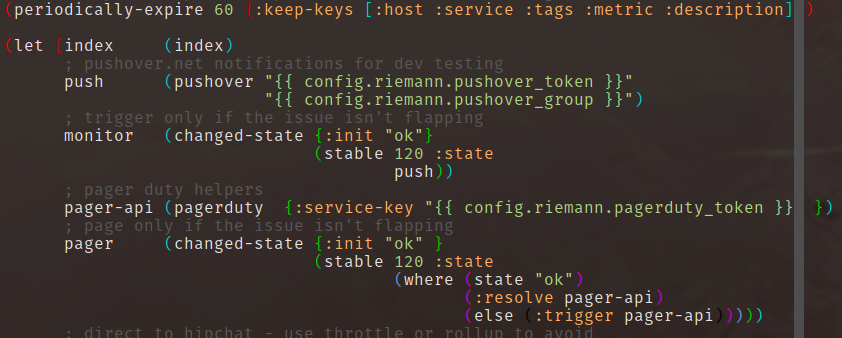 (periodically-expire 60 {:keep-keys [:host :service :tags :metric :description] })
(let [index     (index)
      ; pushover.net notifications for dev testing
      push      (pushover "{{ config.riemann.pushover_token }}"
                          "{{ config.riemann.pushover_group }}")
      ; trigger only if the issue isn't flapping
      monitor   (changed-state {:init "ok"}
                               (stable 120 :state
                                       push))
      ; pager duty helpers
      pager-api (pagerduty  {:service-key "{{ config.riemann.pagerduty_token }}" })
      ; page only if the issue isn't flapping
      pager     (changed-state {:init "ok" }
                               (stable 120 :state
                                       (where (state "ok")
                                              (:resolve pager-api)
                                              (else (:trigger pager-api)))))
      ; direct to hipchat - use throttle or rollup to avoid